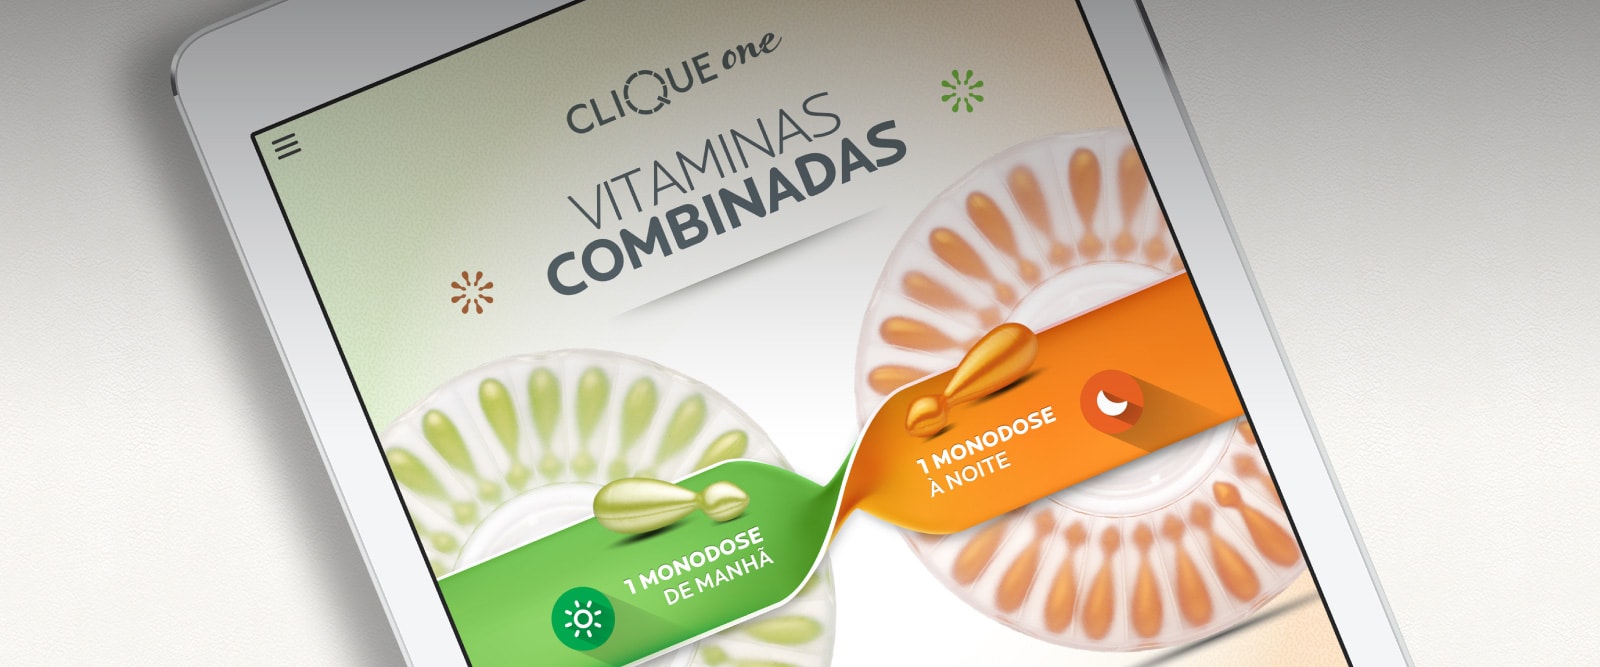 CLIQUE one
VITAMINAS
COMBINADAS
1 MONODOSE
À NOITE
1 MONODOSE
DE MANHÃ